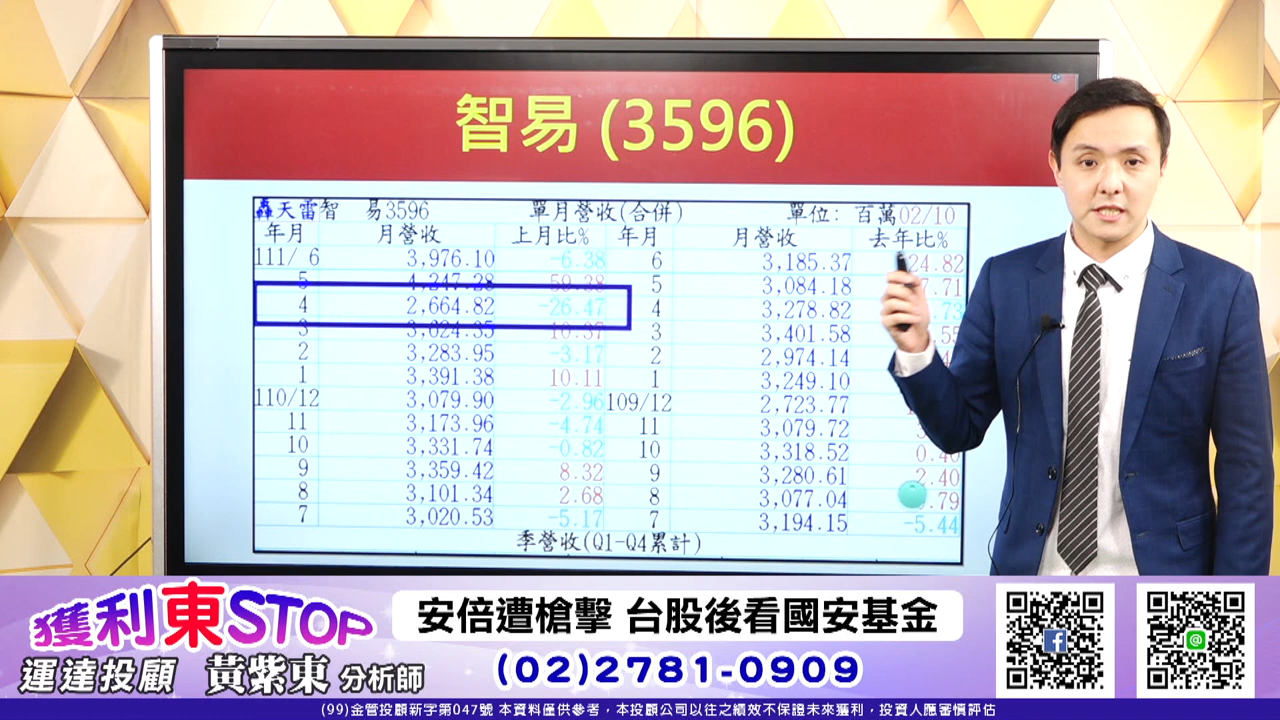 智易 (3596)
轟天雷智 易3596 單月營收(合併) 單位: 百萬02/10
年月 月營收 上月比% 年月 月營收 去年比%
111/ 6 3,976.10 -6.38 6 3,185.37 24.82
5 4,247.28 59.38 5 3,084.18 7.71
4 2,664.82 -26.47 4 3,278.82
3 3,624.35 10.37 3 3,401.58
2 3,283.95 -3.17 2 2,974.14
1 3,391.38 10.11 1 3,249.10
110/12 3,079.90 -2.96 109/12 2,723.77
11 3,173.96 -4.74 11 3,079.72
10 3,331.74 -0.82 10 3,318.52 0.40
9 3,359.42 8.32 9 3,280.61 2.40
8 3,101.34 2.68 8 3,077.04 .79
7 3,020.53 -5.17 7 3,194.15 -5.44
季營收(Q1-Q4累計)
獲利東STOP
安倍遭槍擊 台股後看國安基金
運達投顧 黃紫東 分析師
(02)2781-0909
(99)金管投顧新字第047號 本資料僅供參考，本投顧公司以往之績效不保證未來獲利，投資人應審慎評估